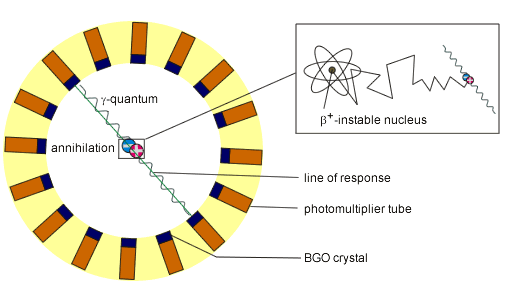 γ-quantum
annihilation
β+-instable nucleus
line of response
photomultiplier tube
BGO crystal